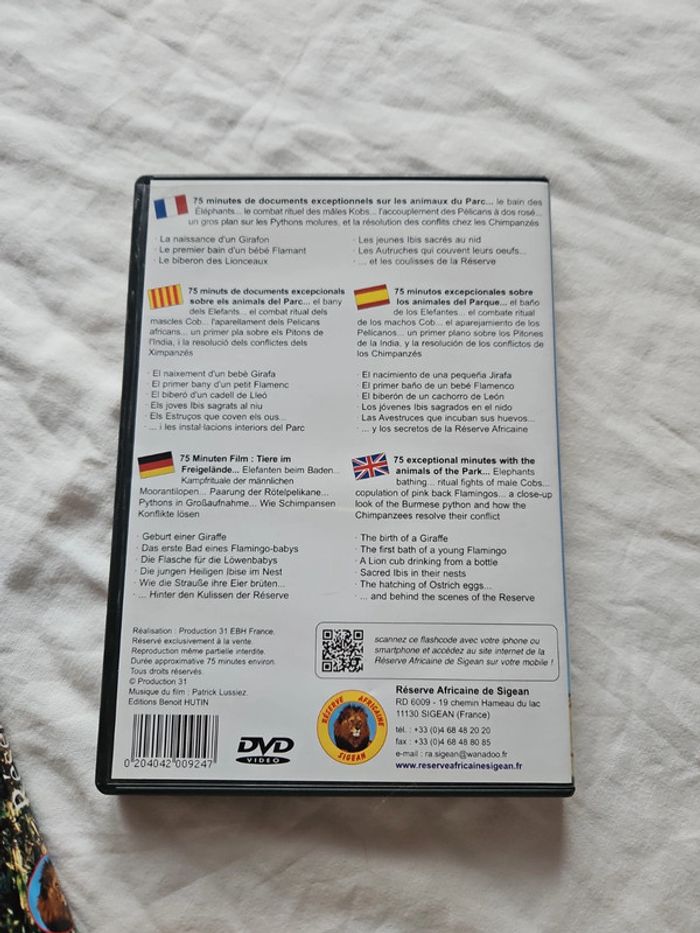 75 minutes de documents exceptionnels sur les animaux du Parc... le bain des
Éléphants... le combat rituel des mâles Kobs... l'accouplement des Pélicans à dos rosé...
un gros plan sur les Pythons molures, et la résolution des conflits chez les Chimpanzés
· La naissance d'un Girafon
· Le premier bain d'un bébé Flamant
· Le biberon des Lionceaux
· Les jeunes Ibis sacrés au nid
· Les Autruches qui couvent leurs oeufs...
· ... et les coulisses de la Réserve
75 minuts de documents excepcionals
sobre els animals del Parc... el bany
dels Elefants... el combat ritual dels
mascles Cob... l'aparellament dels Pelicans
africans... un primer pla sobre els Pitons de
l'India, i la resolució dels conflictes dels
Ximpanzés
· El naixement d'un bebè Girafa
· El primer bany d'un petit Flamenc
· El biberó d'un cadell de Lleó
· Els joves Ibis sagrats al niu
· Els Estruços que coven els ous...
· ... i les instal·lacions interiors del Parc
75 minutos excepcionales sobre
los animales del Parque... el baño
de los Elefantes... el combate ritual
de los machos Cob... el aparejamiento de los
Pelícanos... un primer plano sobre los Pitones
de la India, y la resolución de los conflictos de
los Chimpanzés
· El nacimiento de una pequeña Jirafa
· El primer baño de un bebé Flamenco
· El biberón de un cachorro de León
· Los jóvenes Ibis sagrados en el nido
· Las Avestruces que incuban sus huevos...
· ... y los secretos de la Réserve Africaine
75 Minuten Film : Tiere im
Freigelände... Elefanten beim Baden...
Kampfrituale der männlichen
Moorantilopen... Paarung der Rötelpelikane...
Pythons in Großaufnahme... Wie Schimpansen
Konflikte lösen
· Geburt einer Giraffe
· Das erste Bad eines Flamingo-babys
· Die Flasche für die Löwenbabys
· Die jungen Heiligen Ibise im Nest
· Wie die Strauße ihre Eier brüten...
· ... Hinter den Kulissen der Réserve
75 exceptional minutes with the
animals of the Park... Elephants
bathing... ritual fights of male Cobs...
copulation of pink back Flamingos... a close-up
look of the Burmese python and how the
Chimpanzees resolve their conflict
· The birth of a Giraffe
· The first bath of a young Flamingo
· A Lion cub drinking from a bottle
· Sacred Ibis in their nests
· The hatching of Ostrich eggs...
· ... and behind the scenes of the Reserve
Réalisation : Production 31 EBH France.
Réservé exclusivement à la vente.
Reproduction même partielle interdite.
Durée approximative 75 minutes environ.
Tous droits réservés.
© Production 31
Musique du film : Patrick Lussiez.
Editions Benoit HUTIN
scannez ce flashcode avec votre iphone ou
smartphone et accédez au site internet de la
Réserve Africaine de Sigean sur votre mobile !
0 204042 009247
DVD
VIDEO
RÉSERVE AFRICAINE
SIGEAN
Réserve Africaine de Sigean
RD 6009 - 19 chemin Hameau du lac
11130 SIGEAN (France)
tél. : +33 (0)4 68 48 20 20
fax : +33 (0)4 68 48 80 85
e-mail : ra.sigean@wanadoo.fr
www.reserveafricainesigean.fr